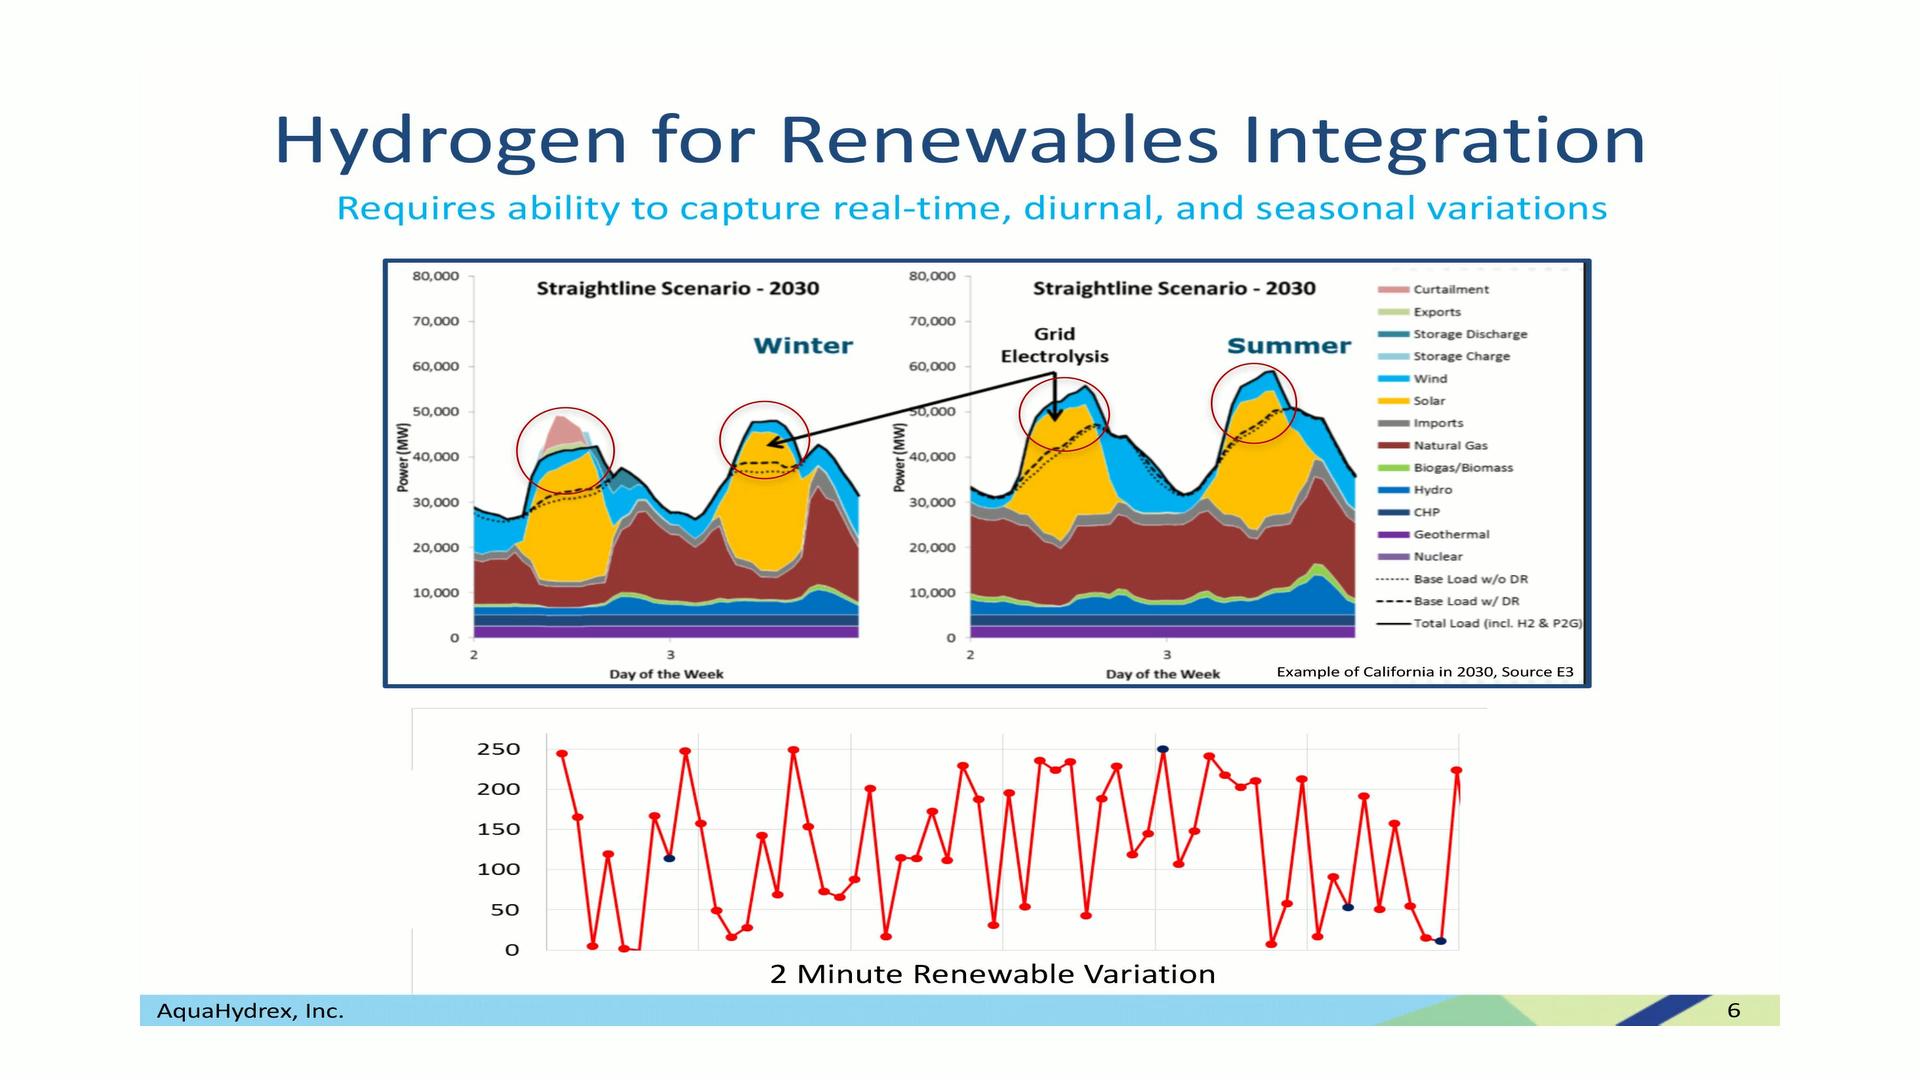 Hydrogen for Renewables Integration
Requires ability to capture real-time, diurnal, and seasonal variations
Straightline Scenario - 2030
Winter
80,000
70,000
60,000
50,000
40,000
30,000
20,000
10,000
0
Power (MW)
2
3
Day of the Week
Straightline Scenario - 2030
Grid
Electrolysis
Summer
80,000
70,000
60,000
50,000
40,000
30,000
20,000
10,000
0
Power (MW)
2
3
Day of the Week
Curtailment
Exports
Storage Discharge
Storage Charge
Wind
Solar
Imports
Natural Gas
Biogas/Biomass
Hydro
CHP
Geothermal
Nuclear
Base Load w/o DR
Base Load w/ DR
Total Load (incl. H2 & P2G)
Example of California in 2030, Source E3
250
200
150
100
50
0
2 Minute Renewable Variation
AquaHydrex, Inc.
6